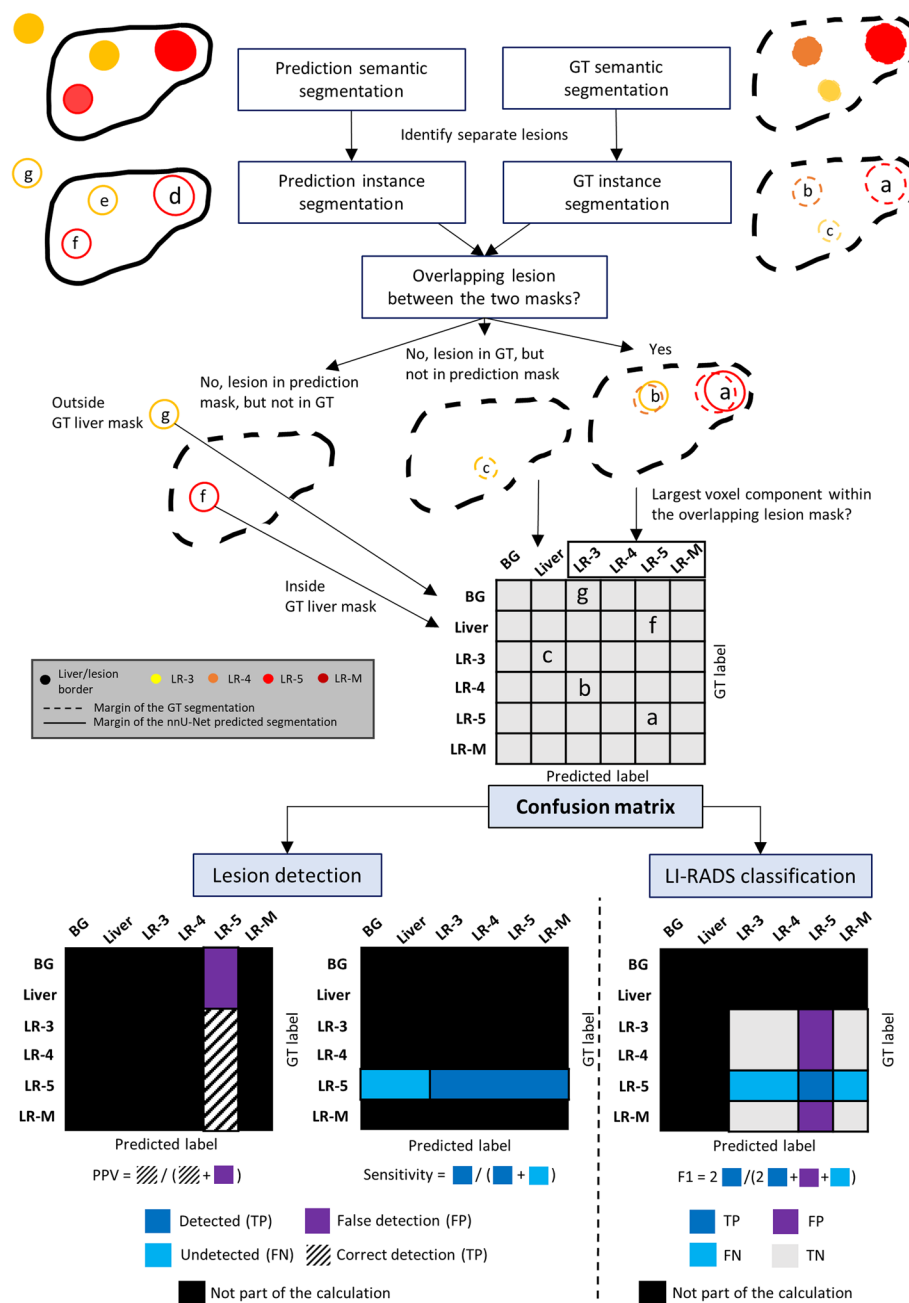 Prediction semantic
segmentation
GT semantic
segmentation
Identify separate lesions
Prediction instance
segmentation
GT instance
segmentation
g
e
d
f
b
a
c
Overlapping lesion
between the two masks?
No, lesion in prediction
mask, but not in GT
No, lesion in GT, but
not in prediction mask
Yes
Outside
GT liver mask
g
f
c
b
a
Inside
GT liver mask
Largest voxel component within
the overlapping lesion mask?
BG Liver LR-3 LR-4 LR-5 LR-M
BG g
Liver f
LR-3 c
LR-4 b
LR-5 a
LR-M
GT label
Predicted label
Liver/lesion
border
LR-3 LR-4 LR-5 LR-M
Margin of the GT segmentation
Margin of the nnU-Net predicted segmentation
Confusion matrix
Lesion detection
LI-RADS classification
BG Liver LR-3 LR-4 LR-5 LR-M
BG
Liver
LR-3
LR-4
LR-5
LR-M
GT label
Predicted label
PPV = / ( + )
BG Liver LR-3 LR-4 LR-5 LR-M
BG
Liver
LR-3
LR-4
LR-5
LR-M
GT label
Predicted label
Sensitivity = / ( + )
Detected (TP)
False detection (FP)
Undetected (FN)
Correct detection (TP)
Not part of the calculation
BG Liver LR-3 LR-4 LR-5 LR-M
BG
Liver
LR-3
LR-4
LR-5
LR-M
GT label
Predicted label
F1 = 2 /(2 + + )
TP
FP
FN
TN
Not part of the calculation